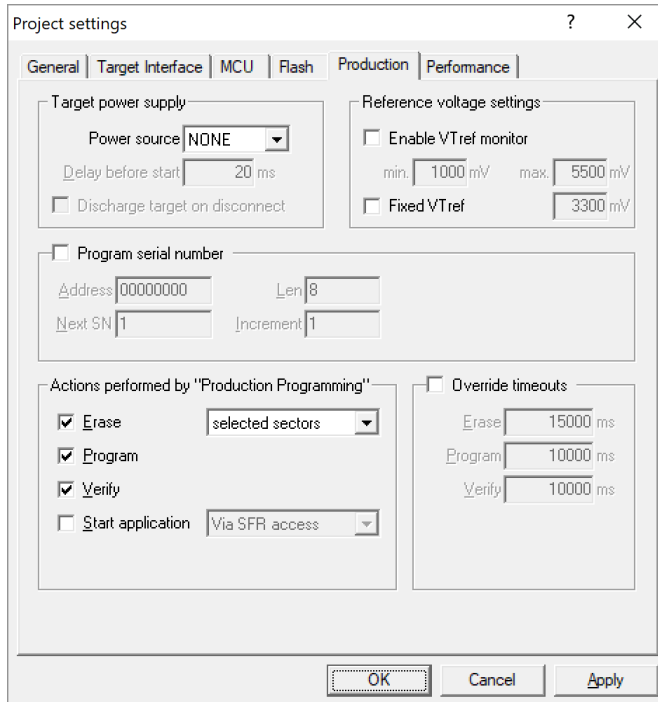 Project settings ?
General Target Interface MCU Flash Production Performance
Target power supply
Power source NONE
Delay before start 20 ms
Discharge target on disconnect
Reference voltage settings
Enable VTref monitor
min. 1000 mV max. 5500 mV
Fixed VTref 3300 mV
Program serial number
Address 00000000 Len 8
Next SN 1 Increment 1
Actions performed by "Production Programming"
Erase selected sectors
Program
Verify
Start application Via SFR access
Override timeouts
Erase 15000 ms
Program 10000 ms
Verify 10000 ms
OK Cancel Apply